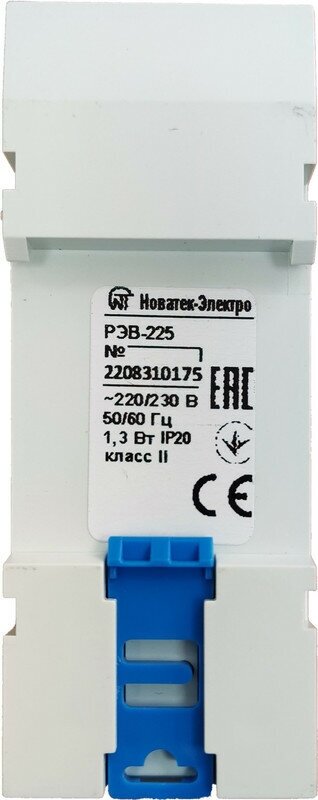 Новатек-Электро
РЭВ-225
№
2208310175
~220/230 В
50/60 Гц
1,3 Вт IP20
класс II
EAC
CE